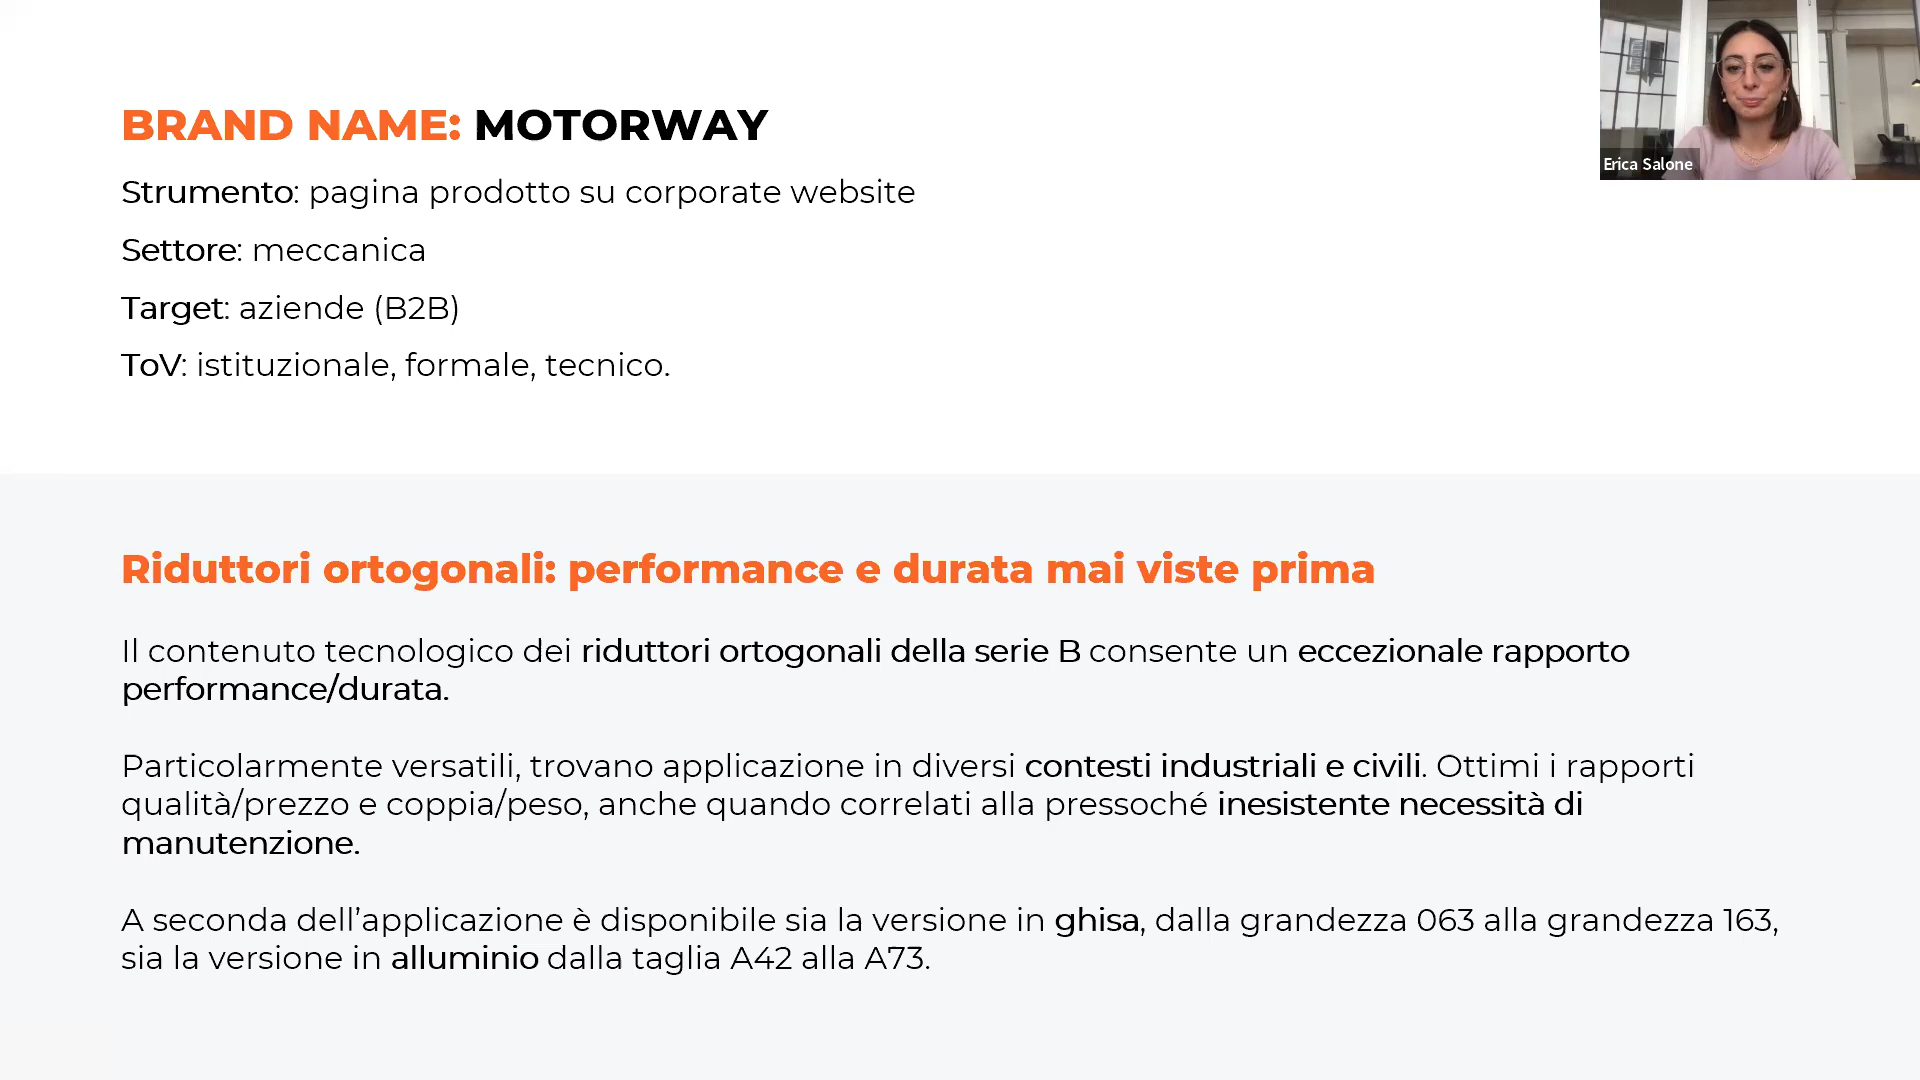 BRAND NAME: MOTORWAY
Strumento: pagina prodotto su corporate website
Settore: meccanica
Target: aziende (B2B)
ToV: istituzionale, formale, tecnico.
Erica Salone
Riduttori ortogonali: performance e durata mai viste prima
Il contenuto tecnologico dei riduttori ortogonali della serie B consente un eccezionale rapporto
performance/durata.
Particolarmente versatili, trovano applicazione in diversi contesti industriali e civili. Ottimi i rapporti
qualità/prezzo e coppia/peso, anche quando correlati alla pressoché inesistente necessità di
manutenzione.
A seconda dell’applicazione è disponibile sia la versione in ghisa, dalla grandezza 063 alla grandezza 163,
sia la versione in alluminio dalla taglia A42 alla A73.